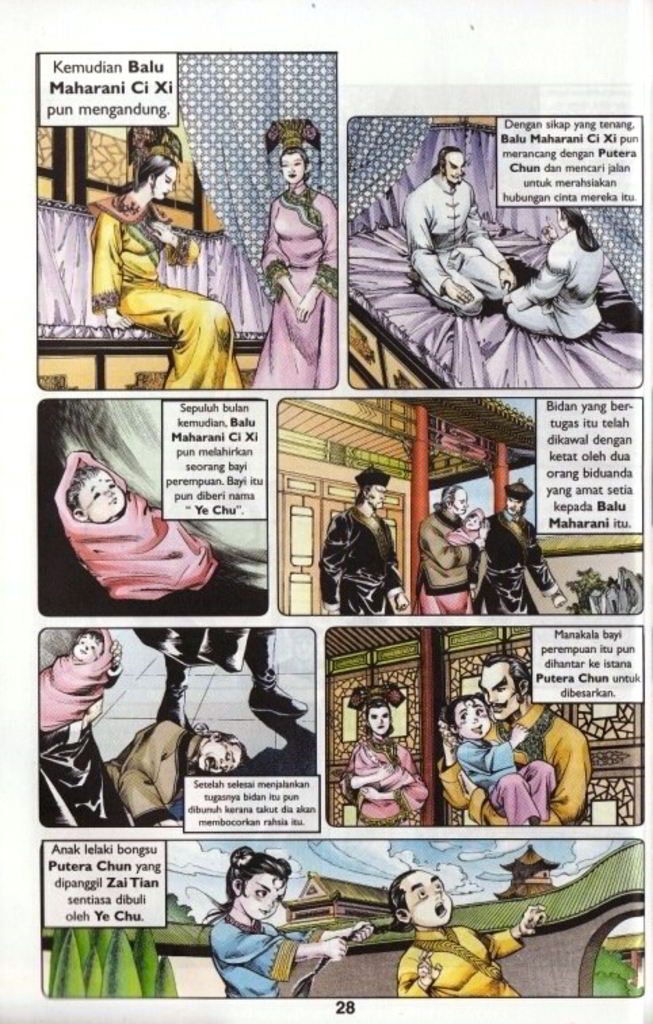 Kemudian Balu
Maharani Ci Xi
pun mengandung.
Dengan sikap yang tenang,
Balu Maharani Ci Xi pun
merancang dengan Putera
Chun dan mencari jalan
untuk merahsiakan
hubungan cinta mereka itu.
Sepuluh bulan
kemudian, Balu
Maharani Ci Xi
pun melahirkan
seorang bayi
perempuan. Bayi itu
pun diberi nama
" Ye Chu".
Bidan yang ber-
tugas itu telah
dikawal dengan
ketat oleh dua
orang biduanda
yang amat setia
kepada Balu
Maharani itu.
Setelah selesai menjalankan
tugasnya bidan itu pun
dibunuh kerana takut dia akan
membocorkan rahsia itu.
Manakala bayi
perempuan itu pun
dihantar ke istana
Putera Chun untuk
dibesarkan.
Anak lelaki bongsu
Putera Chun yang
dipanggil Zai Tian
sentiasa dibuli
oleh Ye Chu.
28